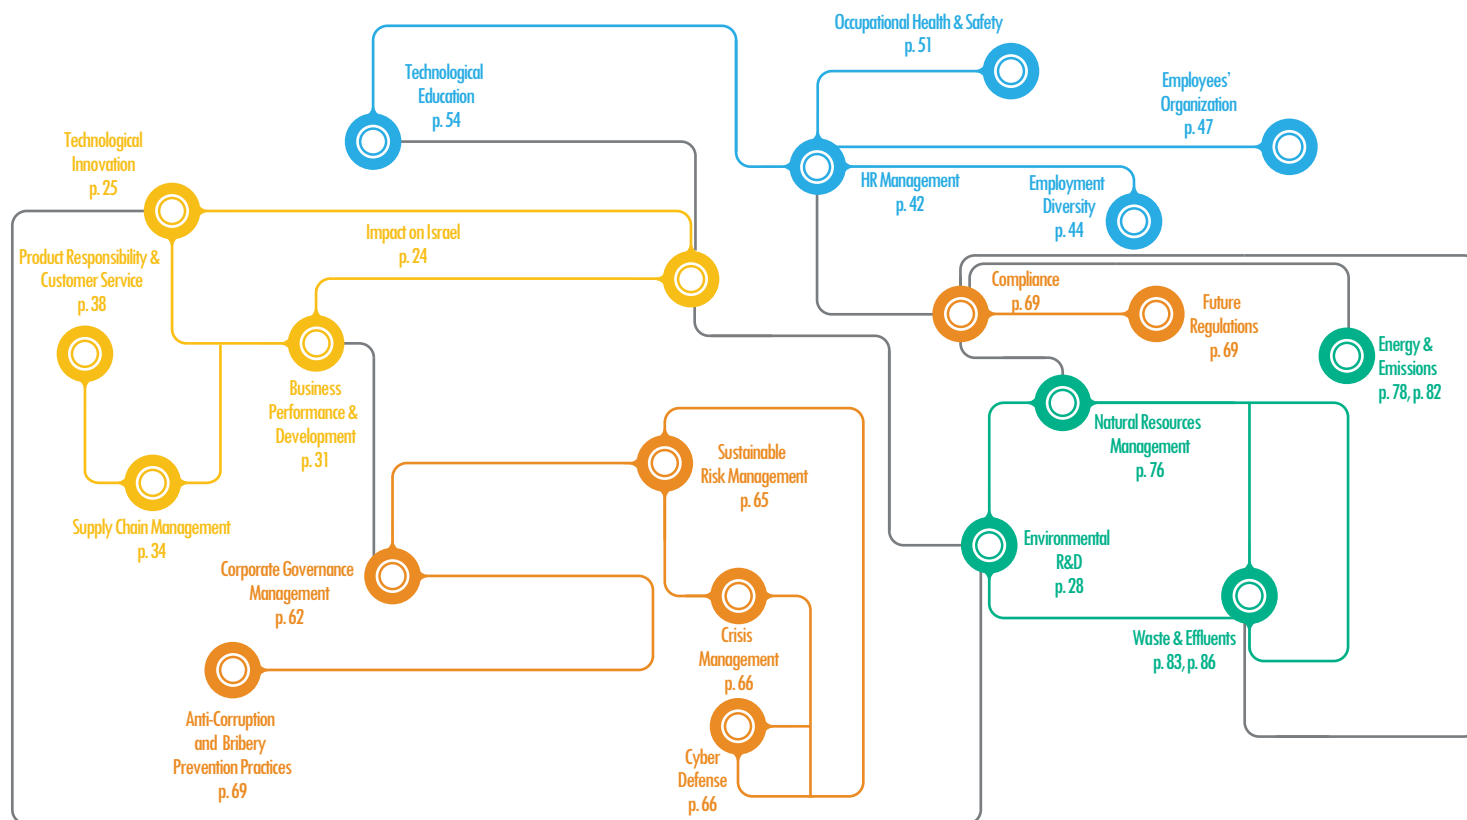 Occupational Health & Safety
p. 51
Technological
Education
p. 54
Employees'
Organization
p. 47
Technological
Innovation
p. 25
HR Management
p. 42
Employment
Diversity
p. 44
Impact on Israel
p. 24
Product Responsibility &
Customer Service
p. 38
Compliance
p. 69
Future
Regulations
p. 69
Energy &
Emissions
p. 78, p. 82
Business
Performance &
Development
p. 31
Natural Resources
Management
p. 76
Sustainable
Risk Management
p. 65
Supply Chain Management
p. 34
Environmental
R&D
p. 28
Corporate Governance
Management
p. 62
Crisis
Management
p. 66
Waste & Effluents
p. 83, p. 86
Anti-Corruption
and Bribery
Prevention Practices
p. 69
Cyber
Defense
p. 66